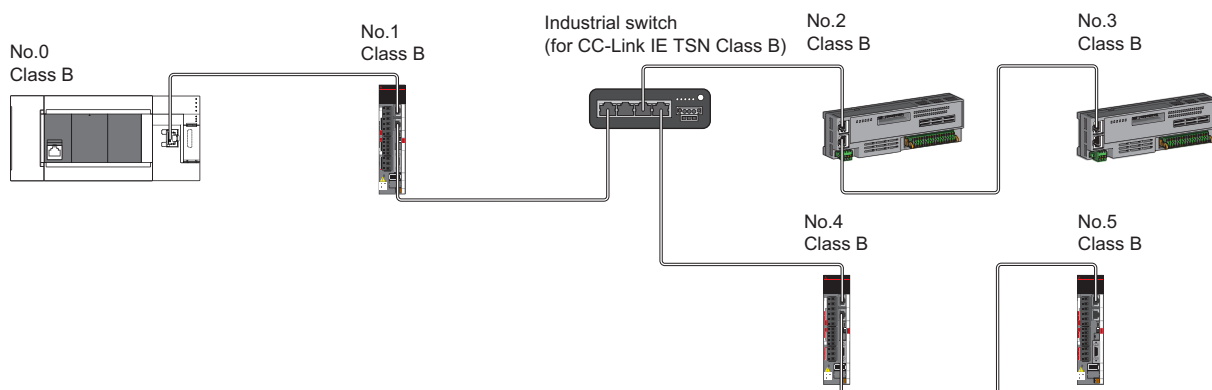 No.0
Class B
No.1
Class B
Industrial switch
(for CC-Link IE TSN Class B)
No.2
Class B
No.3
Class B
No.4
Class B
No.5
Class B